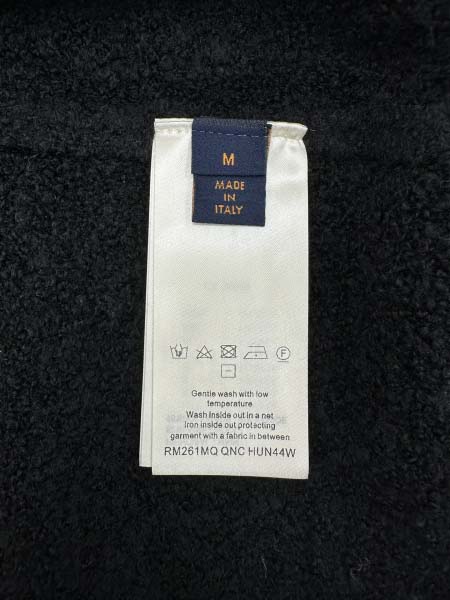 M
MADE
IN
ITALY
F
Gentle wash with low
temperature
Wash inside out in a net
Iron inside out protecting
garment with a fabric in between
RM261MQ QNC HUN44W